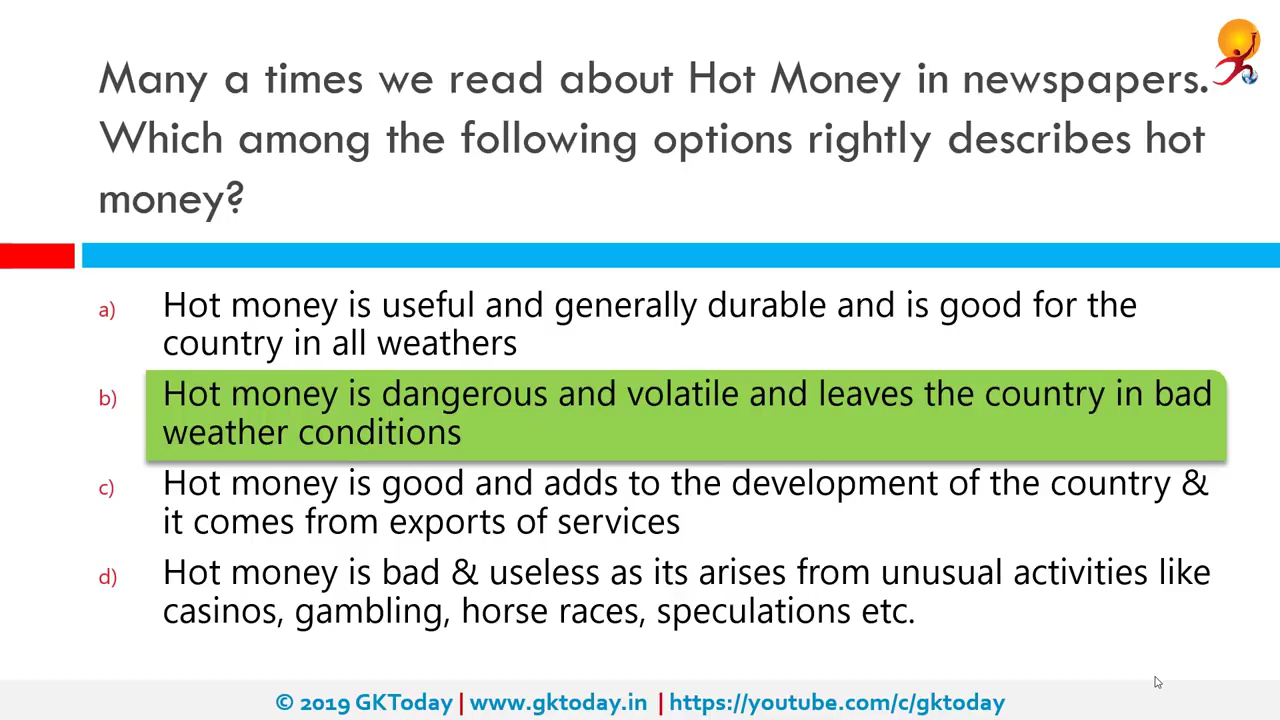 Many a times we read about Hot Money in newspapers.
Which among the following options rightly describes hot
money?
a) Hot money is useful and generally durable and is good for the
country in all weathers
b) Hot money is dangerous and volatile and leaves the country in bad
weather conditions
c) Hot money is good and adds to the development of the country &
it comes from exports of services
d) Hot money is bad & useless as its arises from unusual activities like
casinos, gambling, horse races, speculations etc.
© 2019 GKToday | www.gktoday.in | https://youtube.com/c/gktoday